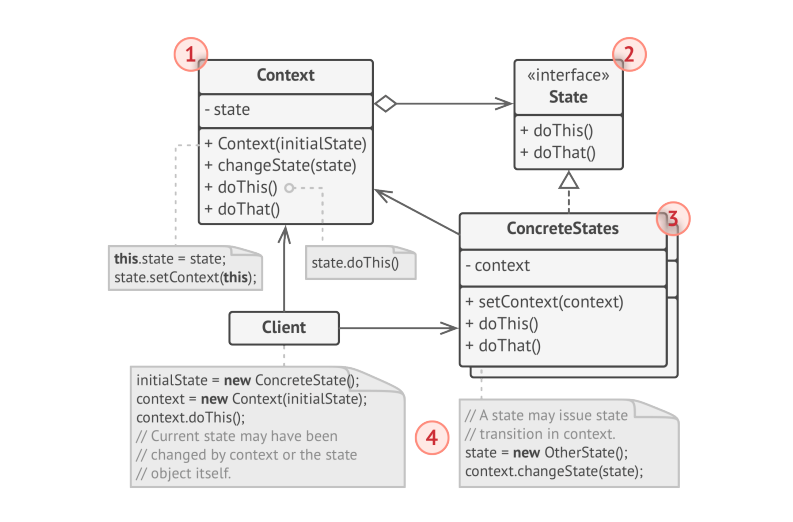 1
Context
- state
+ Context(initialState)
+ changeState(state)
+ doThis()
+ doThat()
2
«interface»
State
+ doThis()
+ doThat()
3
ConcreteStates
- context
+ setContext(context)
+ doThis()
+ doThat()
this.state = state;
state.setContext(this);
state.doThis()
Client
initialState = new ConcreteState();
context = new Context(initialState);
context.doThis();
// Current state may have been
// changed by context or the state
// object itself.
4
// A state may issue state
// transition in context.
state = new OtherState();
context.changeState(state);